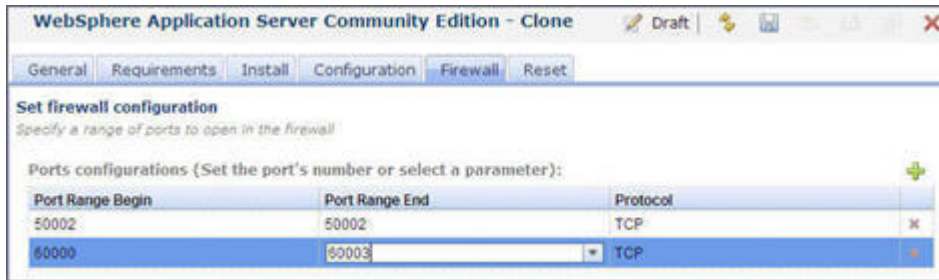 WebSphere Application Server Community Edition - Clone Draft
General Requirements Install Configuration Firewall Reset
Set firewall configuration
Specify a range of ports to open in the firewall
Ports configurations (Set the port's number or select a parameter):
Port Range Begin Port Range End Protocol
50002 50002 TCP
60000 60003 TCP